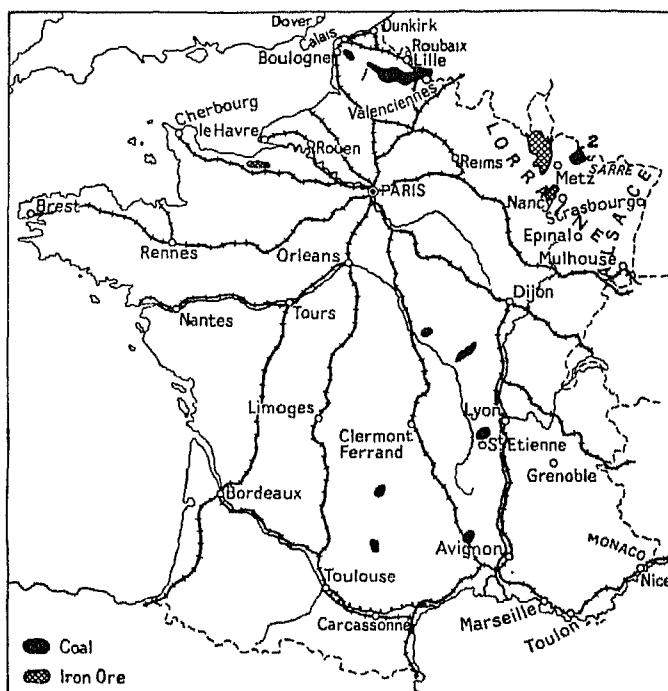 Dover
Calais
Dunkirk
Boulogne
Roubaix
Lille
Valenciennes
Cherbourg
le Havre
Rouen
Reims
LORRAINE
2
SARRE
Metz
PARIS
Nancy
Strasbourg
ALSACE
Brest
Epinal
Rennes
Orleans
Mulhouse
Dijon
Nantes
Tours
Limoges
Lyon
Clermont
Ferrand
St Etienne
Grenoble
Bordeaux
Avignon
MONACO
Nice
Toulouse
Marseille
Toulon
Carcassonne
Coal
Iron Ore